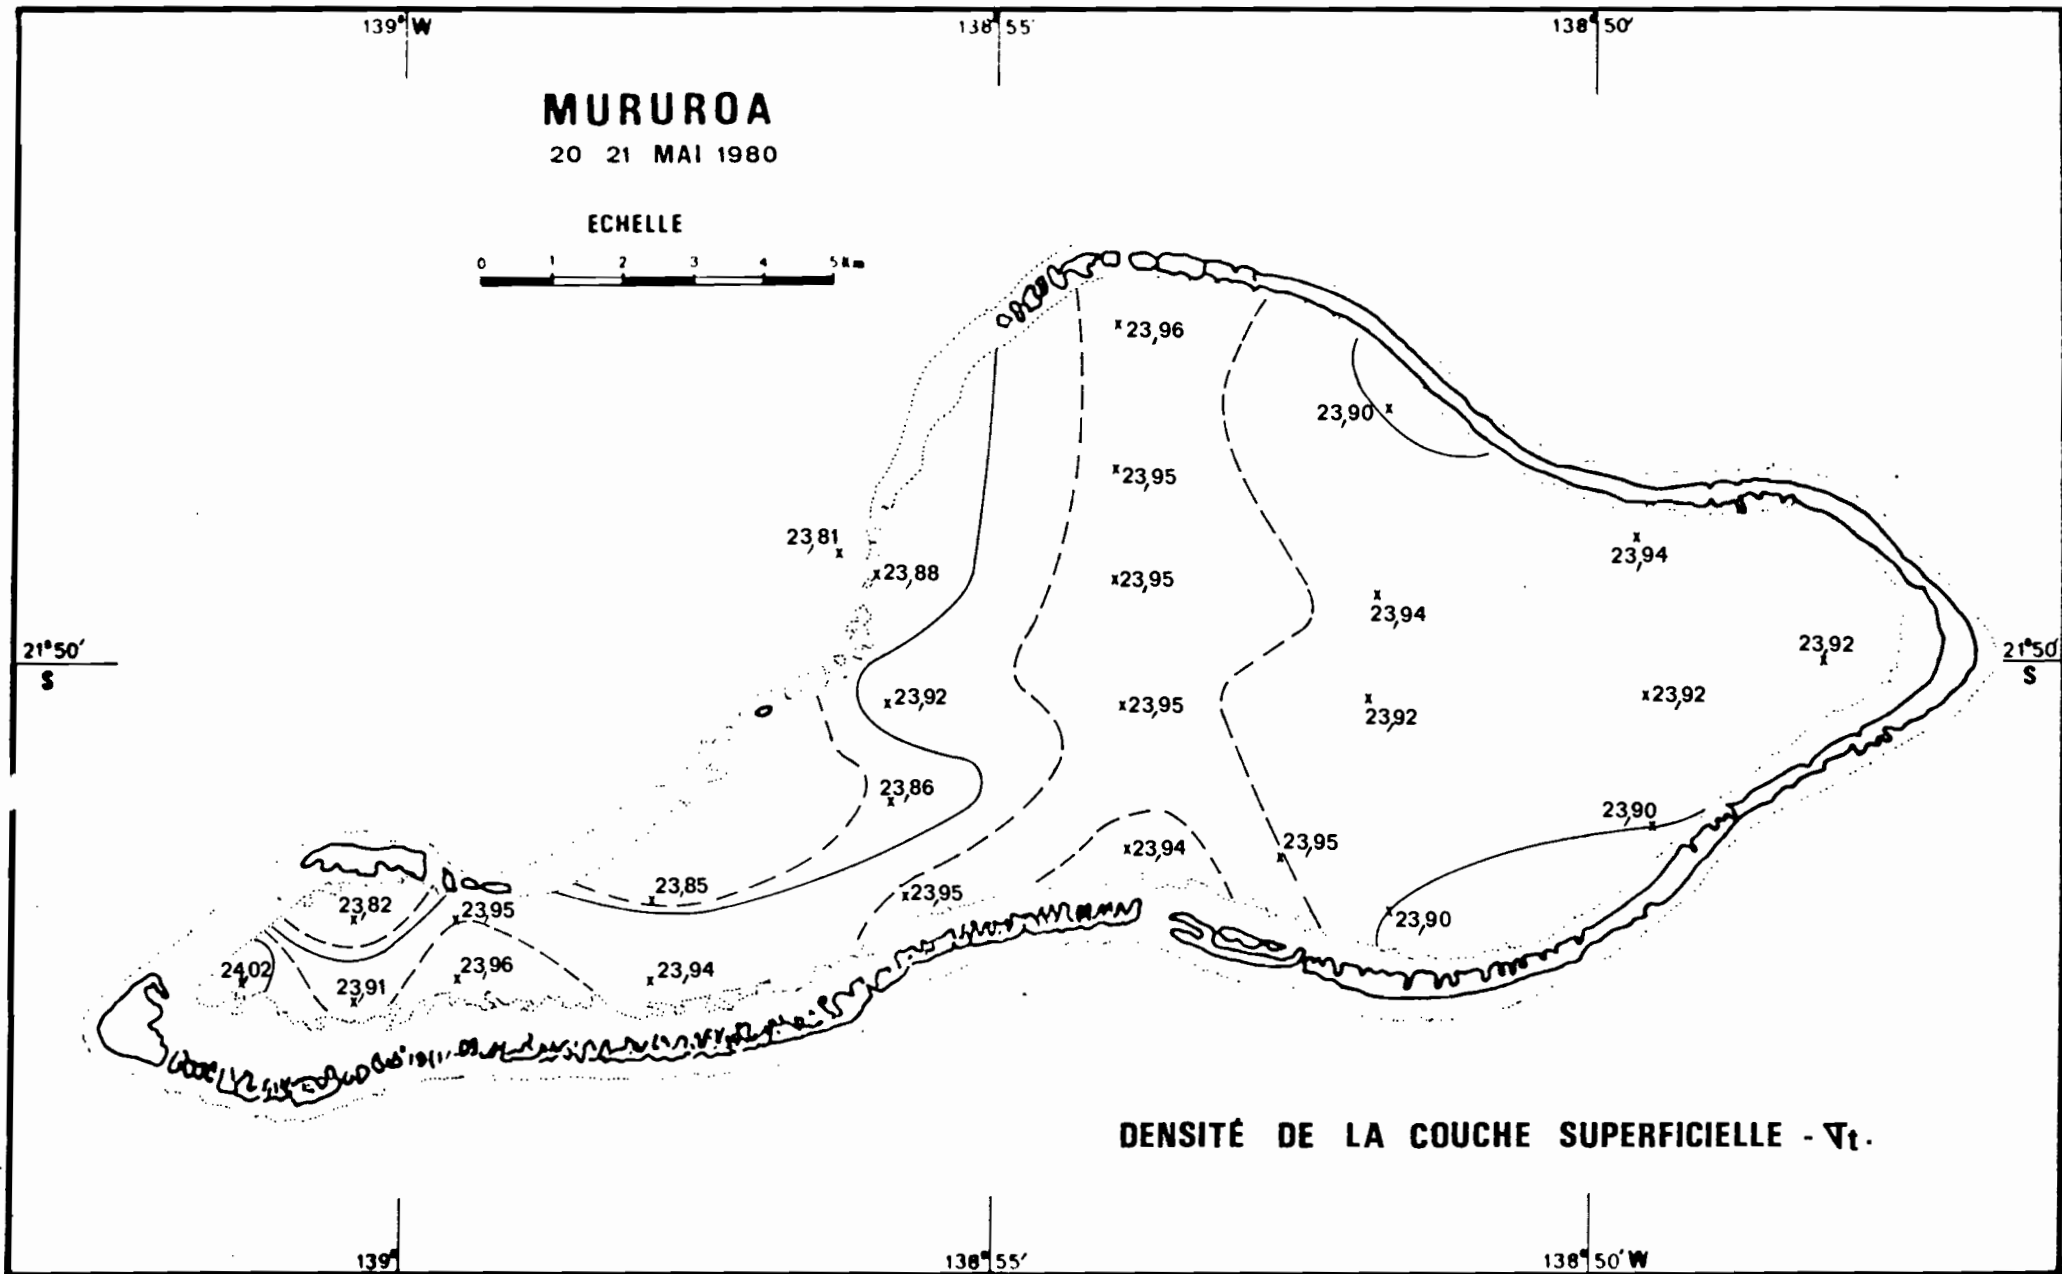 139° W 138° 55' 138° 50'
MURUROA
20 21 MAI 1980
ECHELLE
0 1 2 3 4 5 Km
23,96
23,90
23,95
23,81
23,94
23,88
23,95
23,94
23,92
21° 50' 21° 50'
S S
23,92
23,95
23,92
23,92
23,86
23,90
23,95
23,94
23,85
23,95
23,82
23,95
23,90
24,02
23,96
23,94
23,91
DENSITÉ DE LA COUCHE SUPERFICIELLE - ∇t.
139° 138° 55' 138° 50' W